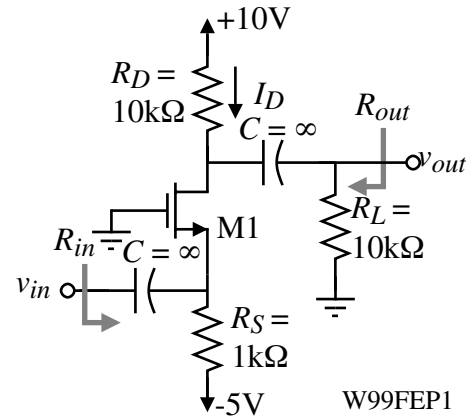 +10V
R_D =
10kΩ
I_D
C = ∞
R_out
v_out
M1
R_L =
10kΩ
R_in
C = ∞
v_in
R_S =
1kΩ
-5V
W99FEP1